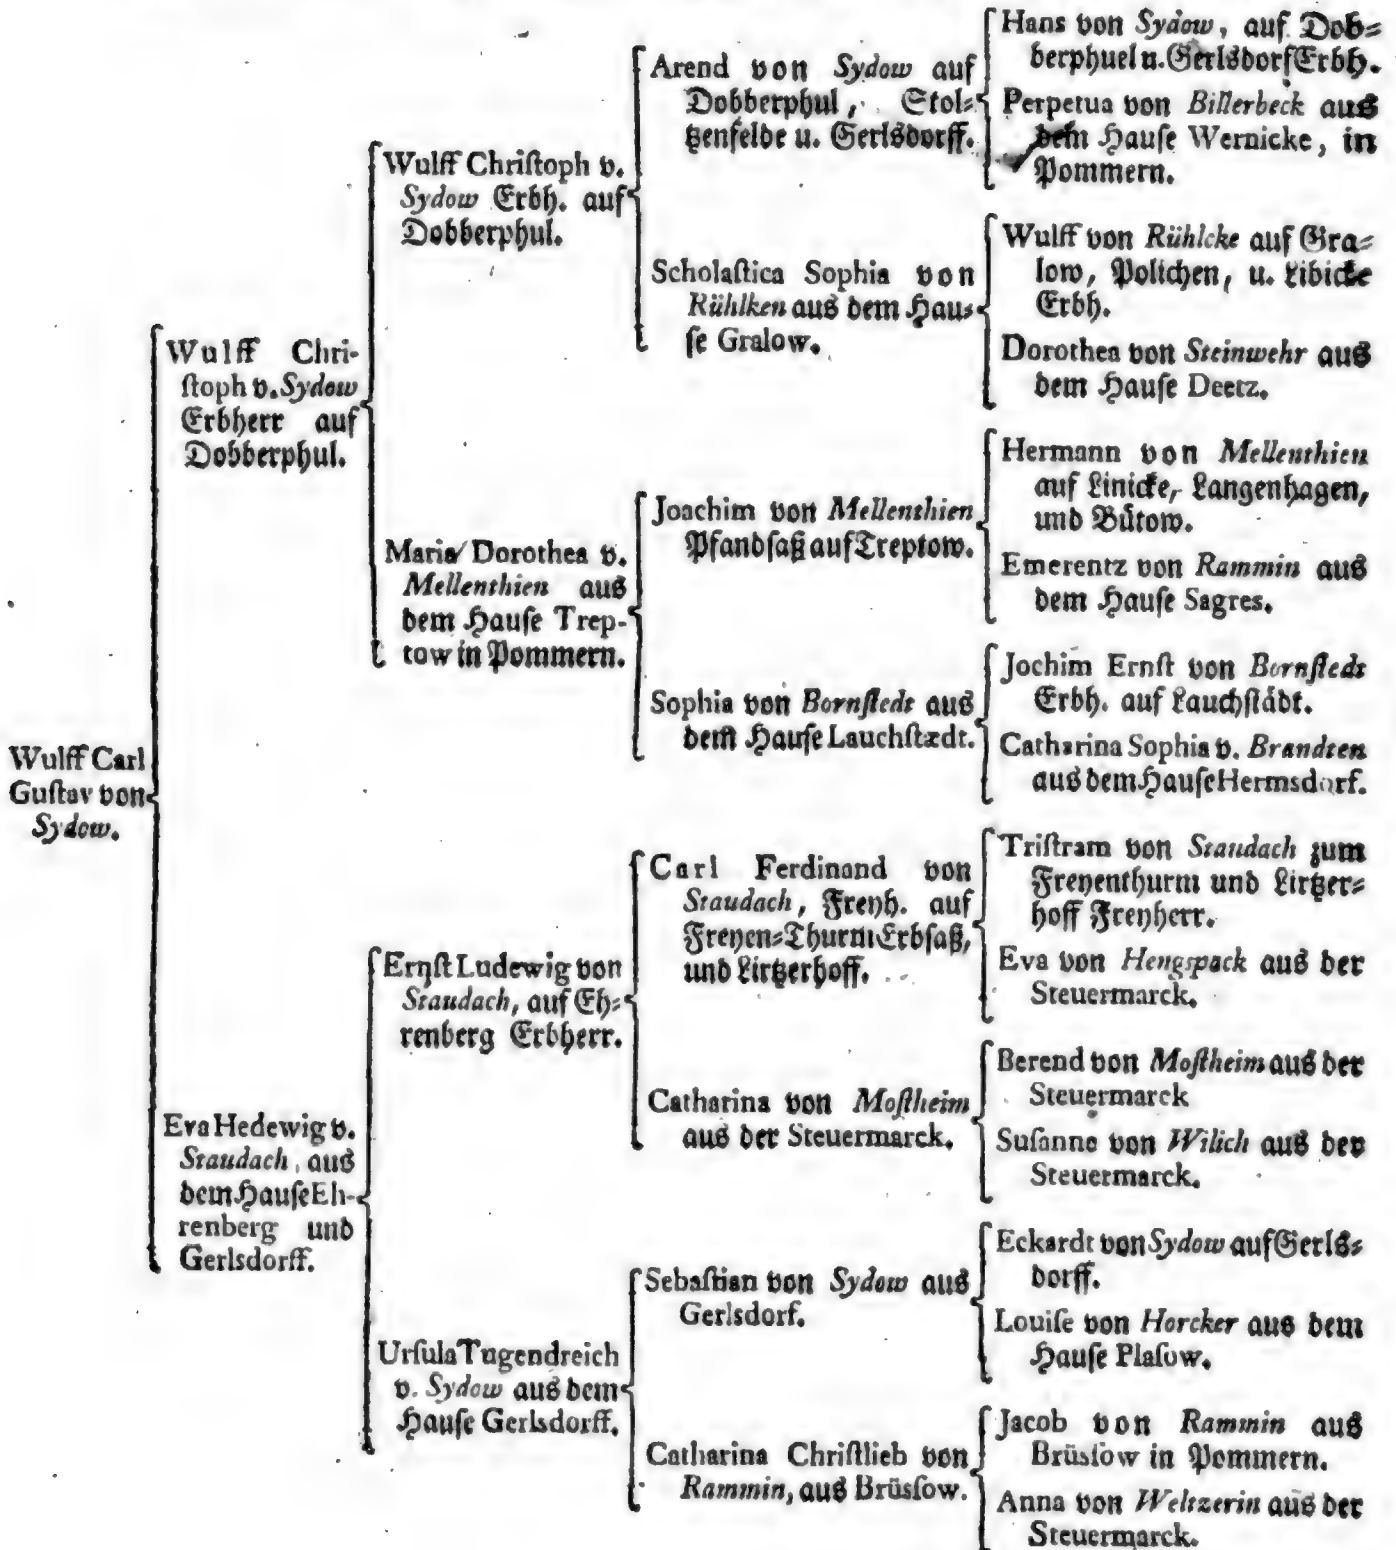 Wulff Carl
Gustav von
Sydow.
Wulff Chri-
stoph v. Sydow
Erbherr auf
Dobberphul.
Eva Hedewig v.
Staudach, aus
dem Hause Eh-
renberg und
Gerlsdorff.
Wulff Christoph v.
Sydow Erbh. auf
Dobberphul.
Maria Dorothea v.
Mellenthien aus
dem Hause Trep-
tow in Pommern.
Ernst Ludewig von
Staudach, auf Eh-
renberg Erbherr.
Ursula Tugendreich
v. Sydow aus dem
Hause Gerlsdorff.
Arend von Sydow auf
Dobberphul, Stol-
tzenfelde u. Gerlsdorff.
Scholastica Sophia von
Rühlken aus dem Hau-
se Gralow.
Joachim von Mellenthien
Pfandsaß auf Treptow.
Sophia von Bornstedt aus
dem Hause Lauchstædt.
Carl Ferdinand von
Staudach, Freyh. auf
Freyen-Thurm Erbsaß,
und Lirtzerhoff.
Catharina von Mostheim
aus der Steuermarck.
Sebastian von Sydow aus
Gerlsdorf.
Catharina Christlieb von
Rammin, aus Brüssow.
Hans von Sydow, auf Dob-
berphuel u. Gerlsdorf Erbh.
Perpetua von Billerbeck aus
dem Hause Wernicke, in
Pommern.
Wulff von Rühlcke auf Gra-
low, Polichen, u. Libicke
Erbh.
Dorothea von Steinwehr aus
dem Hause Deetz.
Hermann von Mellenthien
auf Linicke, Langenhagen,
und Bütow.
Emerentz von Rammin aus
dem Hause Sagres.
Jochim Ernst von Bornstedt
Erbh. auf Lauchstädt.
Catharina Sophia v. Brandten
aus dem Hause Hermsdorf.
Tristram von Staudach zum
Freyenthurm und Lirtzer-
hoff Freyherr.
Eva von Hengspack aus der
Steuermarck.
Berend von Mostheim aus der
Steuermarck
Susanne von Wilich aus der
Steuermarck.
Eckardt von Sydow auf Gerls-
dorff.
Louise von Horcker aus dem
Hause Plasow.
Jacob von Rammin aus
Brüssow in Pommern.
Anna von Weltzerin aus der
Steuermarck.